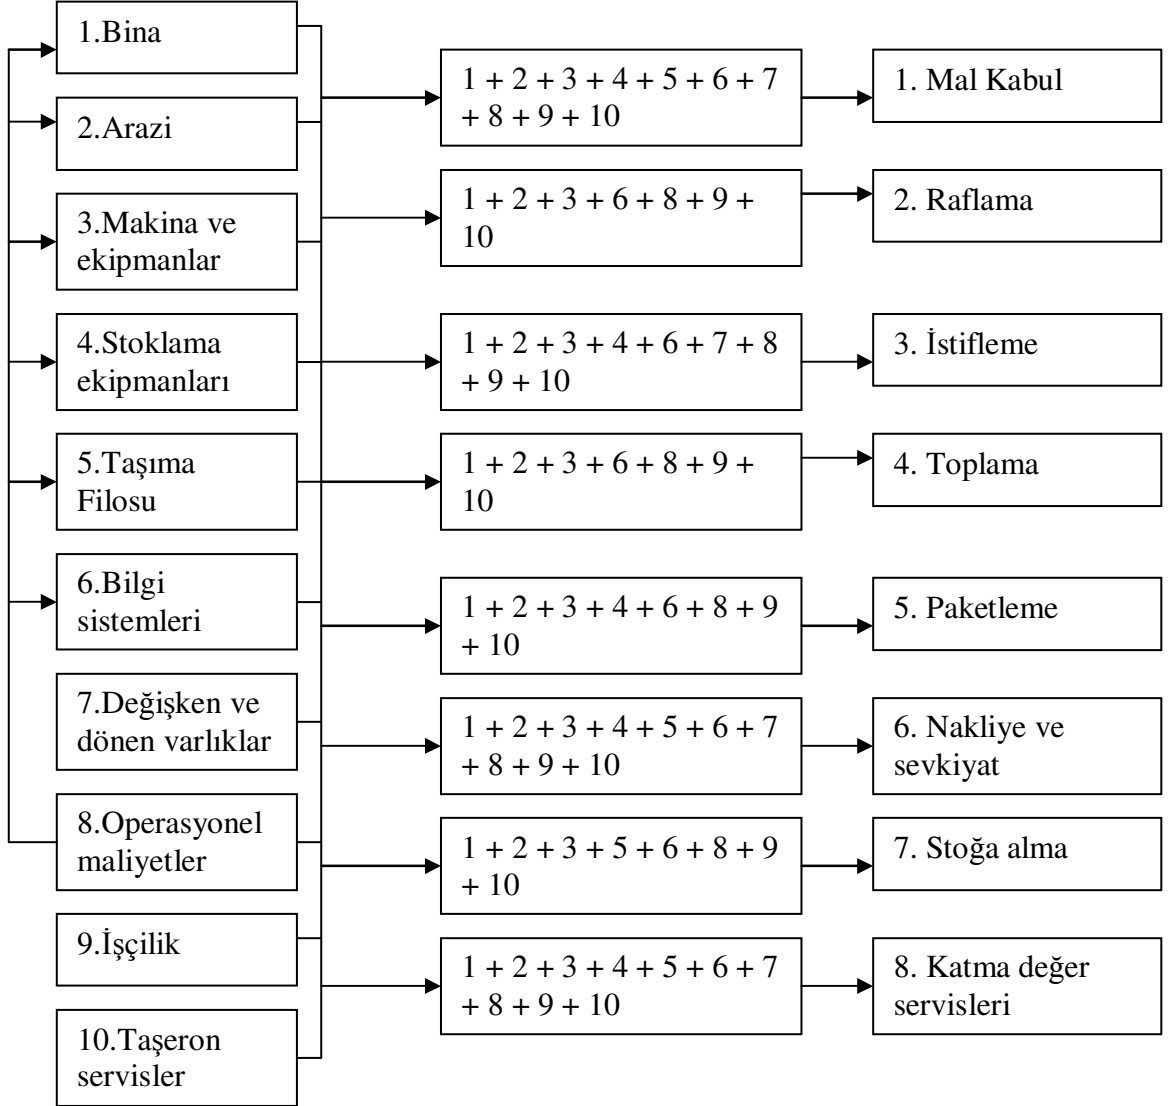 1.Bina
2.Arazi
3.Makina ve
ekipmanlar
4.Stoklama
ekipmanları
5.Taşıma
Filosu
6.Bilgi
sistemleri
7.Değişken ve
dönen varlıklar
8.Operasyonel
maliyetler
9.İşçilik
10.Taşeron
servisler
1 + 2 + 3 + 4 + 5 + 6 + 7
+ 8 + 9 + 10
1 + 2 + 3 + 6 + 8 + 9 +
10
1 + 2 + 3 + 4 + 6 + 7 + 8
+ 9 + 10
1 + 2 + 3 + 6 + 8 + 9 +
10
1 + 2 + 3 + 4 + 6 + 8 + 9
+ 10
1 + 2 + 3 + 4 + 5 + 6 + 7
+ 8 + 9 + 10
1 + 2 + 3 + 5 + 6 + 8 + 9
+ 10
1 + 2 + 3 + 4 + 5 + 6 + 7
+ 8 + 9 + 10
1. Mal Kabul
2. Raflama
3. İstifleme
4. Toplama
5. Paketleme
6. Nakliye ve
sevkiyat
7. Stoğa alma
8. Katma değer
servisleri